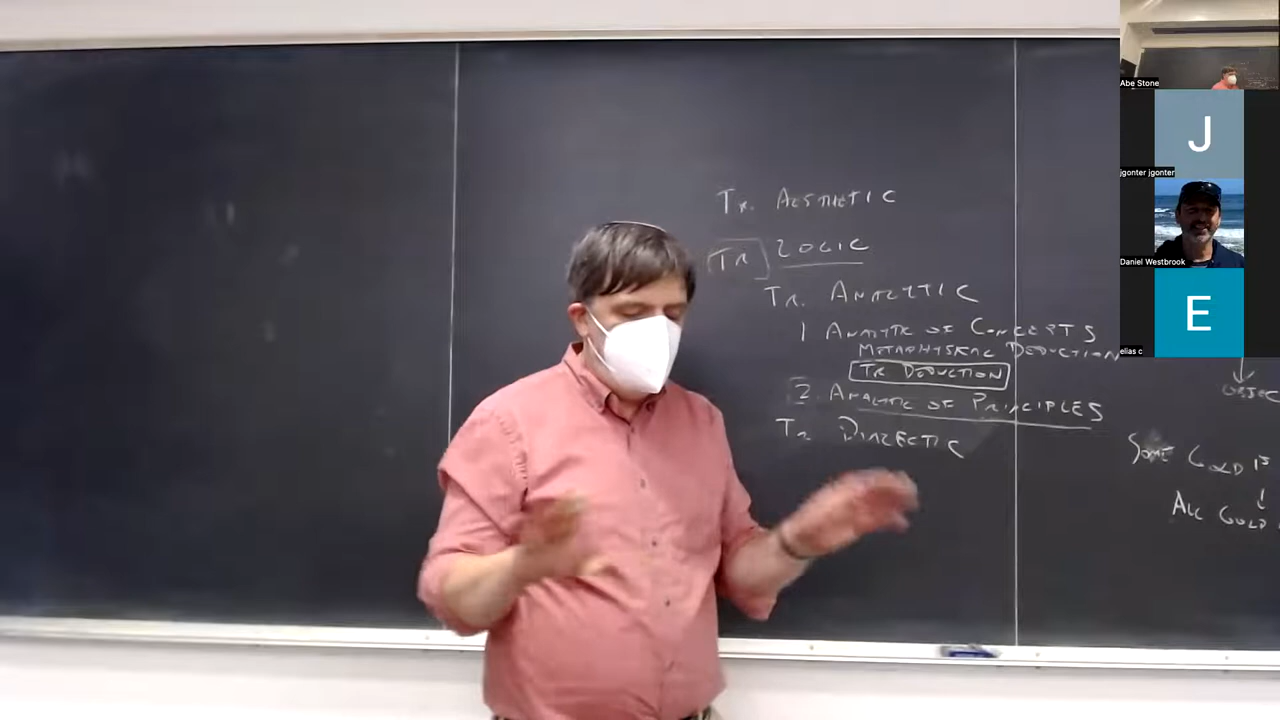 Tr. AESTHETIC
[TR] LOGIC
TR. ANALYTIC
1 ANALYTIC OF CONCEPTS
METAPHYSICAL DEDUCTION
TR DEDUCTION
2. ANALYTIC OF PRINCIPLES
TR DIALECTIC
OBJEC
SOME GOLD IS
ALL GOLD
Abe Stone
J
jgonter jgonter
Daniel Westbrook
E
elias c